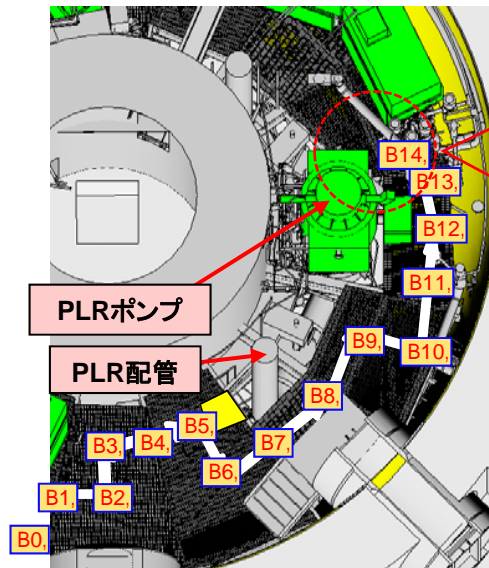 B14,
B13,
B12,
B11,
PLRポンプ
B9,
B10,
PLR配管
B8,
B5,
B7,
B3,
B4,
B6,
B1,
B2,
B0,